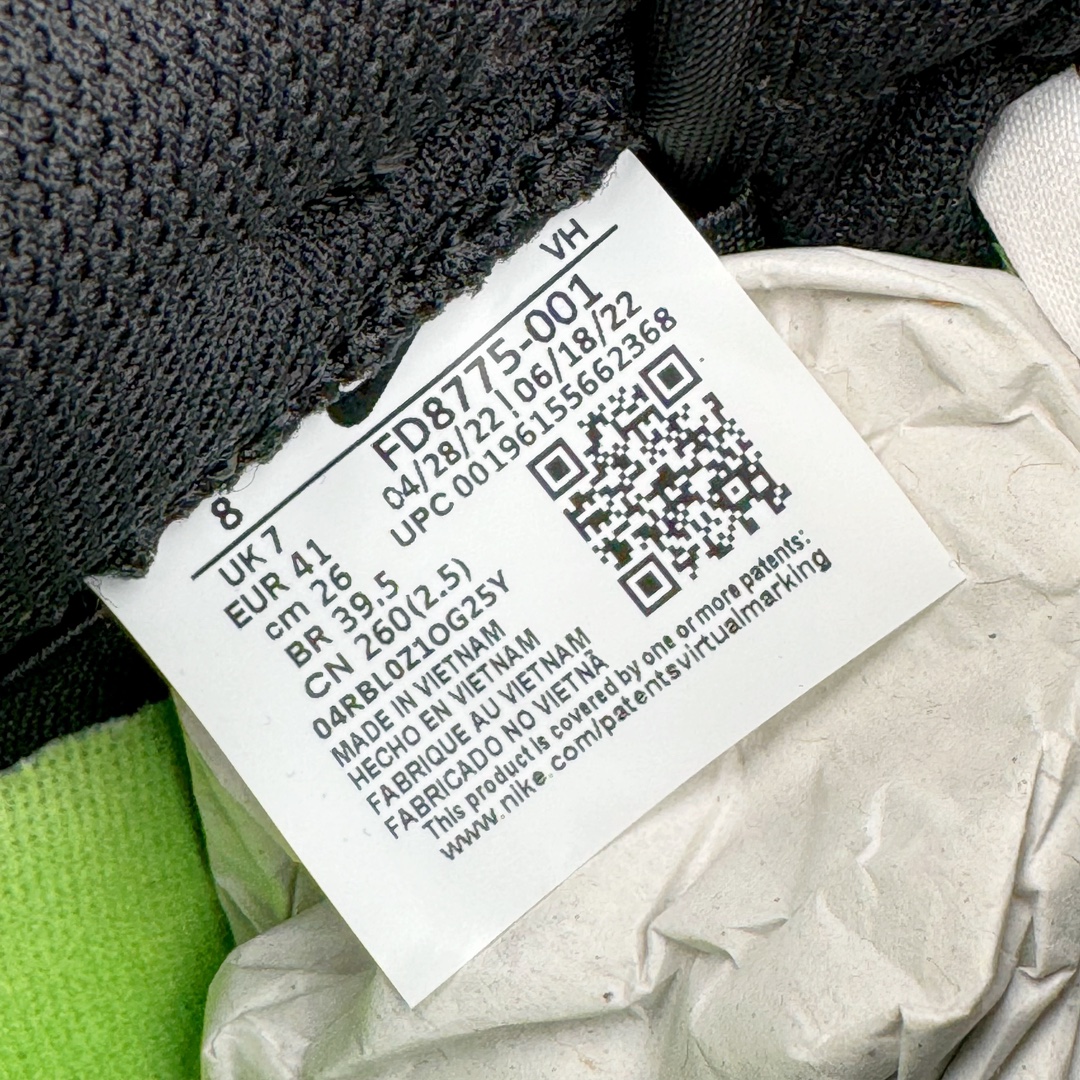 VH
8
FD8775-001
04/28/22 | 06/18/22
UPC 00196155662368
UK 7
EUR 41
cm 26
BR 39.5
CN 260(2.5)
04RBL0Z1OG25Y
MADE IN VIETNAM
HECHO EN VIETNAM
FABRIQUE AU VIETNAM
FABRICADO NO VIETNÃ
This product is covered by one or more patents:
www.nike.com/patentsvirtualmarking